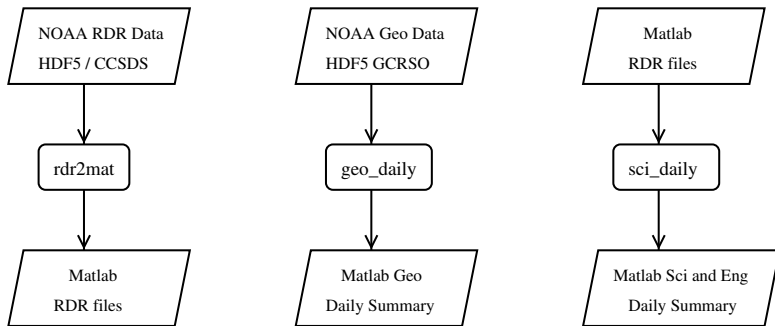 NOAA RDR Data
HDF5 / CCSDS
rdr2mat
Matlab
RDR files
NOAA Geo Data
HDF5 GCRSO
geo_daily
Matlab Geo
Daily Summary
Matlab
RDR files
sci_daily
Matlab Sci and Eng
Daily Summary